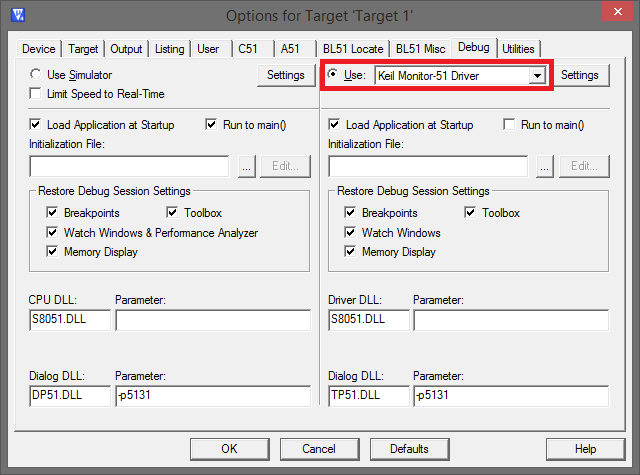 Options for Target 'Target 1'
Device Target Output Listing User C51 A51 BL51 Locate BL51 Misc Debug Utilities
Use Simulator Settings Use: Keil Monitor-51 Driver Settings
Limit Speed to Real-Time
Load Application at Startup Run to main() Load Application at Startup Run to main()
Initialization File: Initialization File:
... Edit... ... Edit...
Restore Debug Session Settings Restore Debug Session Settings
Breakpoints Toolbox Breakpoints Toolbox
Watch Windows & Performance Analyzer Watch Windows
Memory Display Memory Display
CPU DLL: Parameter: Driver DLL: Parameter:
S8051.DLL S8051.DLL
Dialog DLL: Parameter: Dialog DLL: Parameter:
DP51.DLL -p5131 TP51.DLL -p5131
OK Cancel Defaults Help